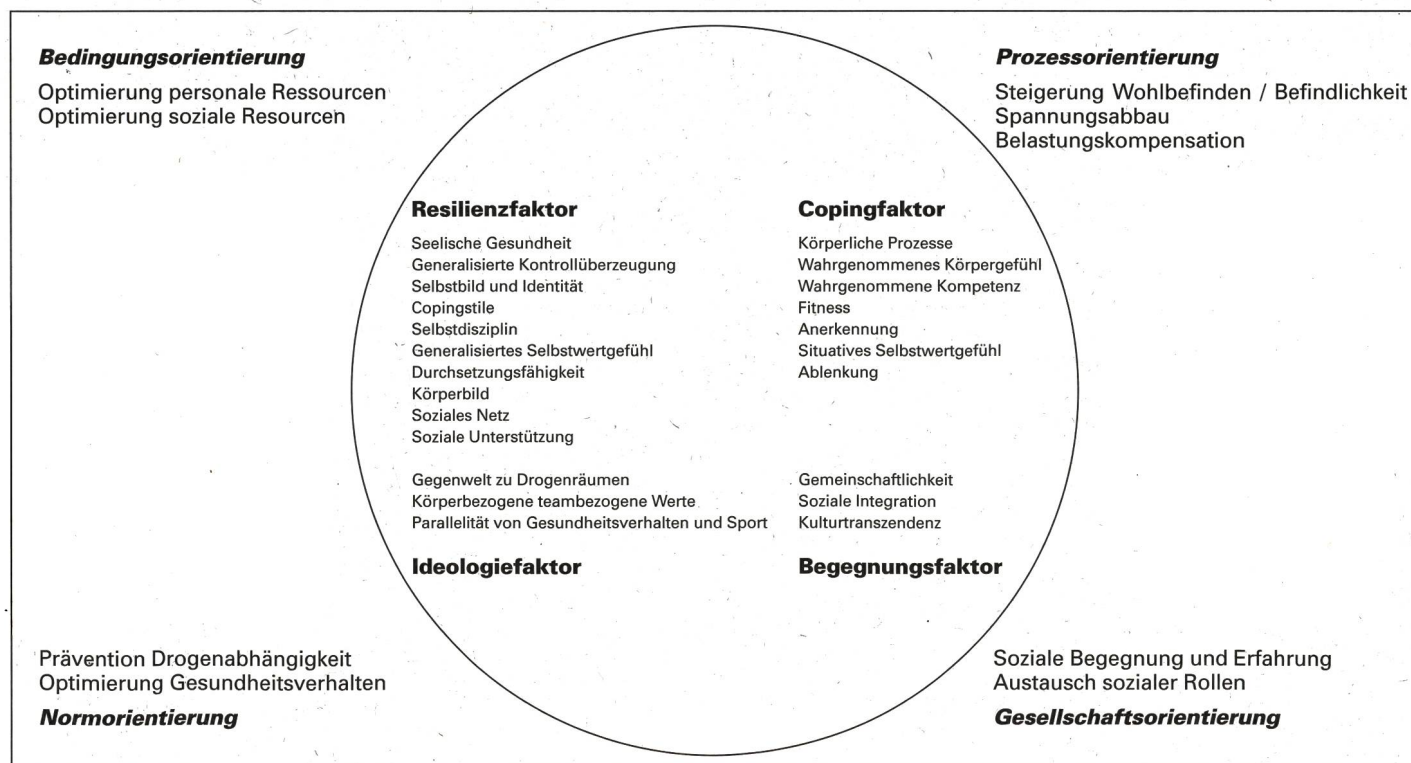 Bedingungsorientierung
Optimierung personale Ressourcen
Optimierung soziale Resourcen
Prozessorientierung
Steigerung Wohlbefinden / Befindlichkeit
Spannungsabbau
Belastungskompensation
Resilienzfaktor
Seelische Gesundheit
Generalisierte Kontrollüberzeugung
Selbstbild und Identität
Copingstile
Selbstdisziplin
Generalisiertes Selbstwertgefühl
Durchsetzungsfähigkeit
Körperbild
Soziales Netz
Soziale Unterstützung
Copingfaktor
Körperliche Prozesse
Wahrgenommenes Körpergefühl
Wahrgenommene Kompetenz
Fitness
Anerkennung
Situatives Selbstwertgefühl
Ablenkung
Gegenwelt zu Drogenräumen
Körperbezogene teambezogene Werte
Parallelität von Gesundheitsverhalten und Sport
Ideologiefaktor
Gemeinschaftlichkeit
Soziale Integration
Kulturtranszendenz
Begegnungsfaktor
Prävention Drogenabhängigkeit
Optimierung Gesundheitsverhalten
Normorientierung
Soziale Begegnung und Erfahrung
Austausch sozialer Rollen
Gesellschaftsorientierung